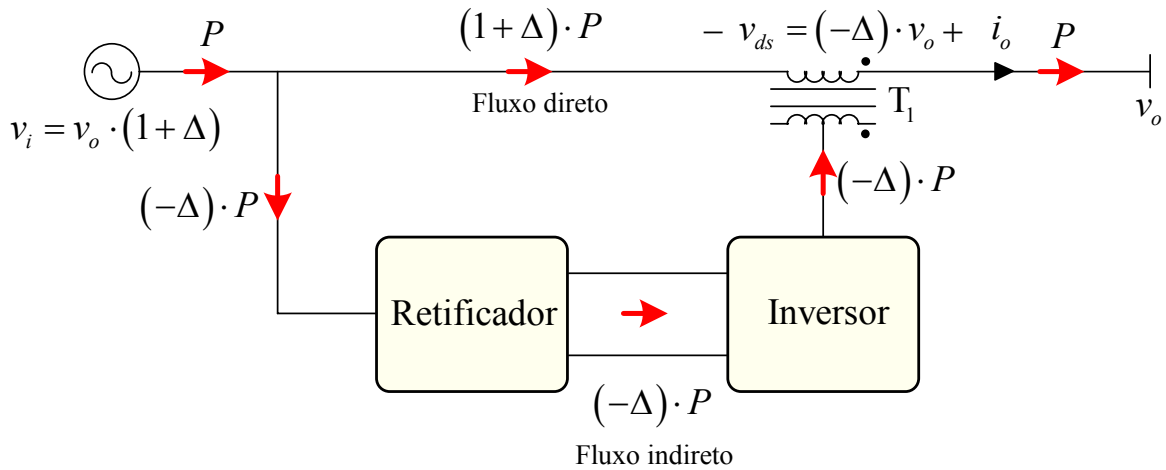 P
(1+Δ)·P
− v_ds = (−Δ)·v_o + i_o
P
Fluxo direto
T_1
v_i = v_o·(1+Δ)
v_o
(−Δ)·P
(−Δ)·P
Retificador
Inversor
(−Δ)·P
Fluxo indireto